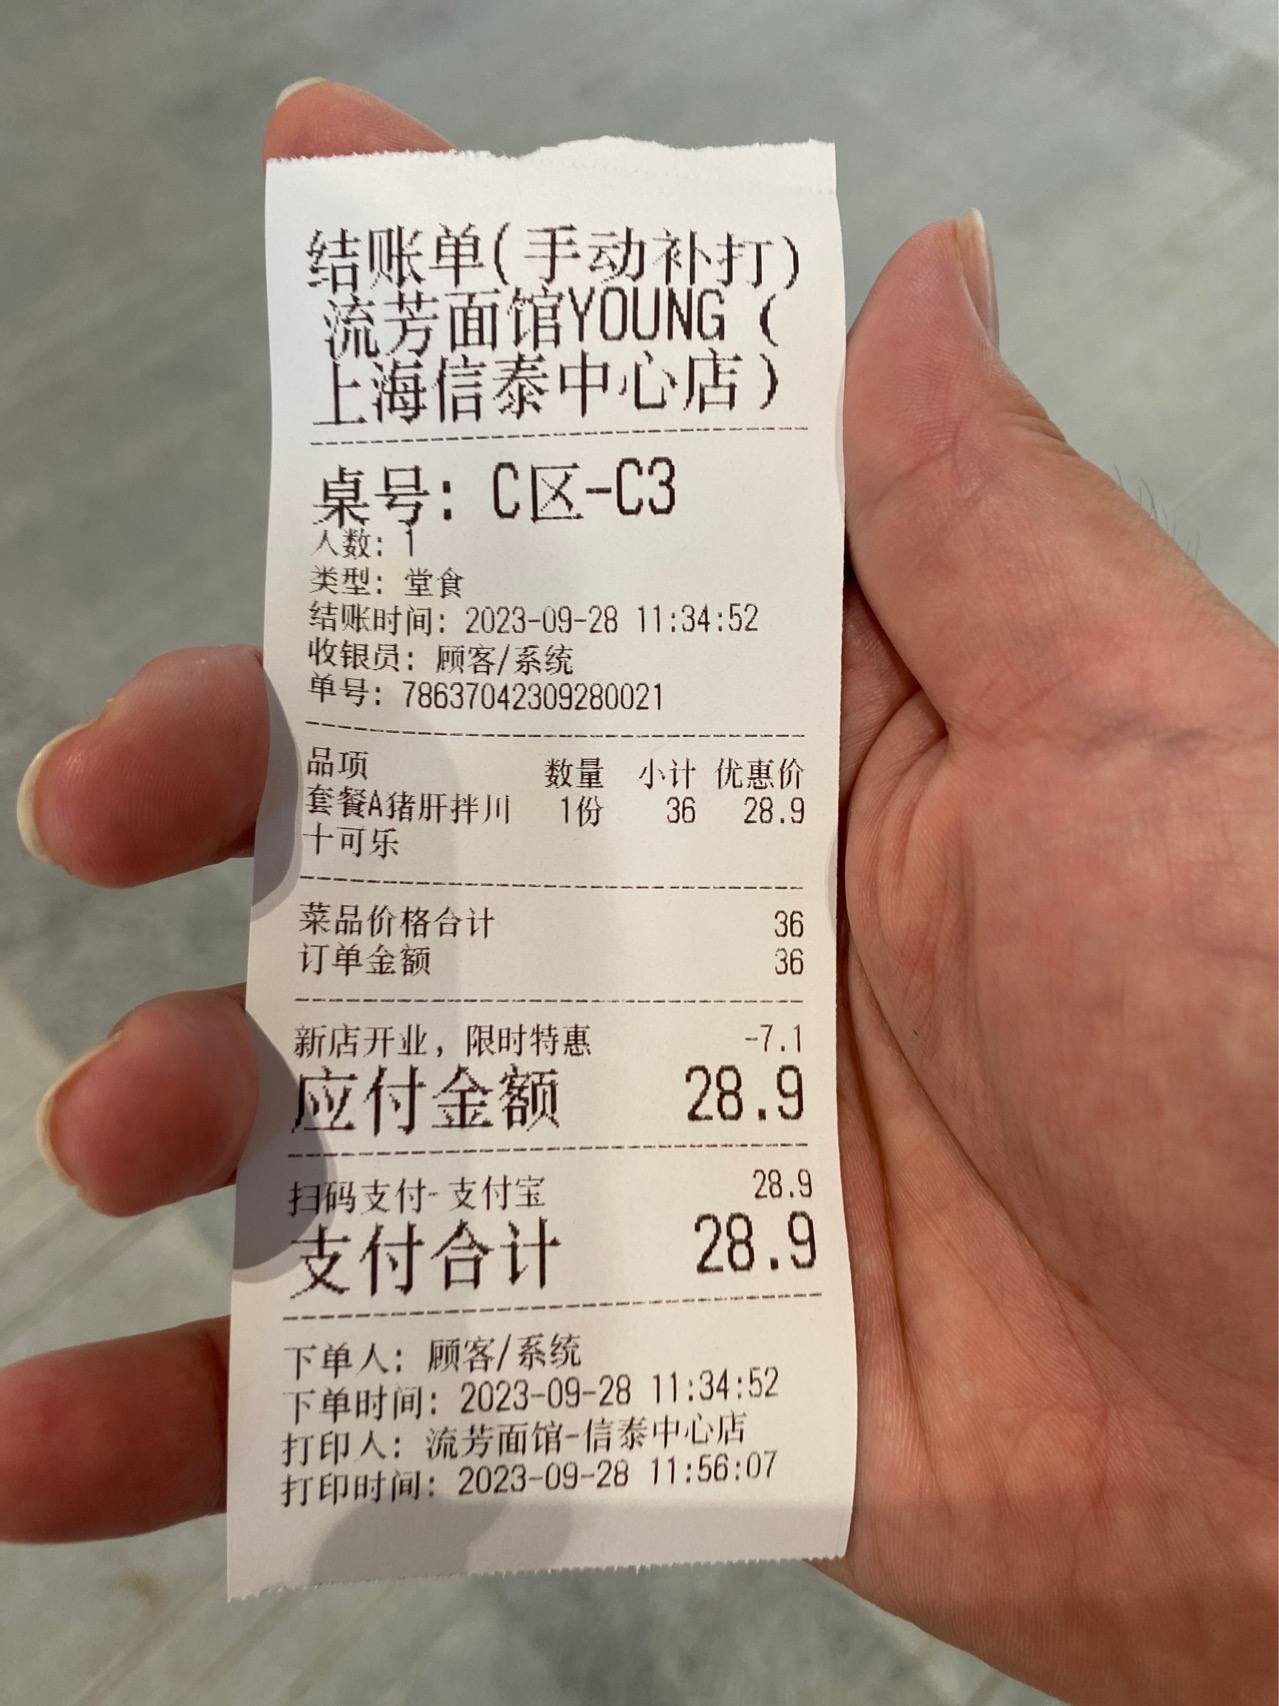 结账单(手动补打)
流芳面馆YOUNG（
上海信泰中心店）
桌号: C区-C3
人数: 1
类型: 堂食
结账时间: 2023-09-28 11:34:52
收银员: 顾客/系统
单号: 78637042309280021
品项 数量 小计 优惠价
套餐A猪肝拌川 1份 36 28.9
十可乐
菜品价格合计 36
订单金额 36
新店开业，限时特惠 -7.1
应付金额 28.9
扫码支付-支付宝 28.9
支付合计 28.9
下单人: 顾客/系统
下单时间: 2023-09-28 11:34:52
打印人: 流芳面馆-信泰中心店
打印时间: 2023-09-28 11:56:07